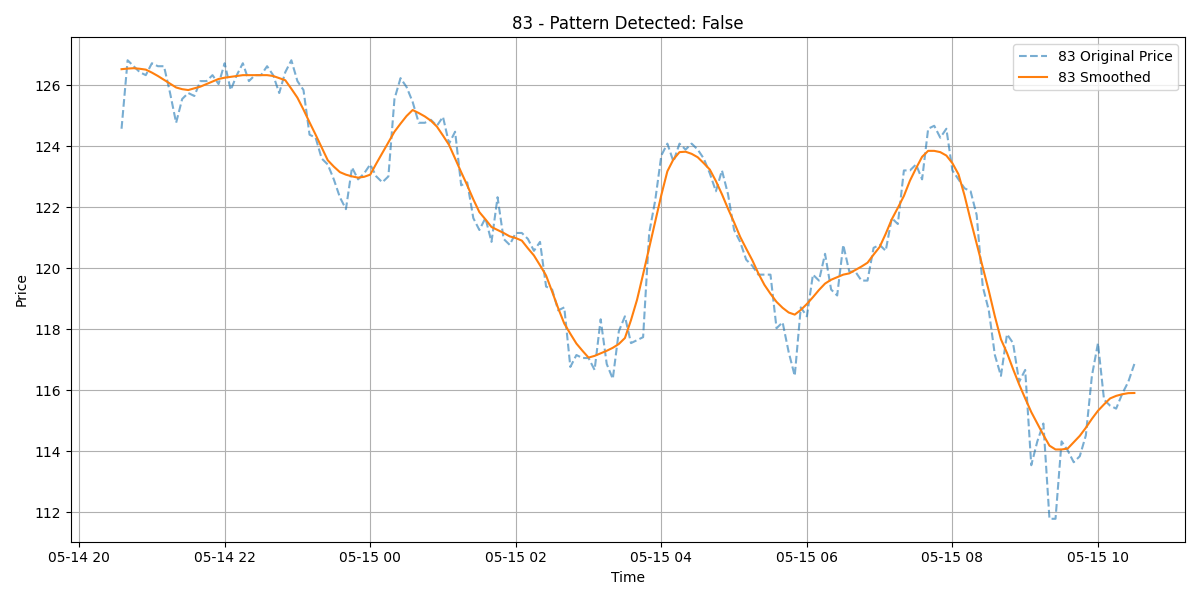 83 - Pattern Detected: False
83 Original Price
83 Smoothed
Price
126
124
122
120
118
116
114
112
05-14 20 05-14 22 05-15 00 05-15 02 05-15 04 05-15 06 05-15 08 05-15 10
Time